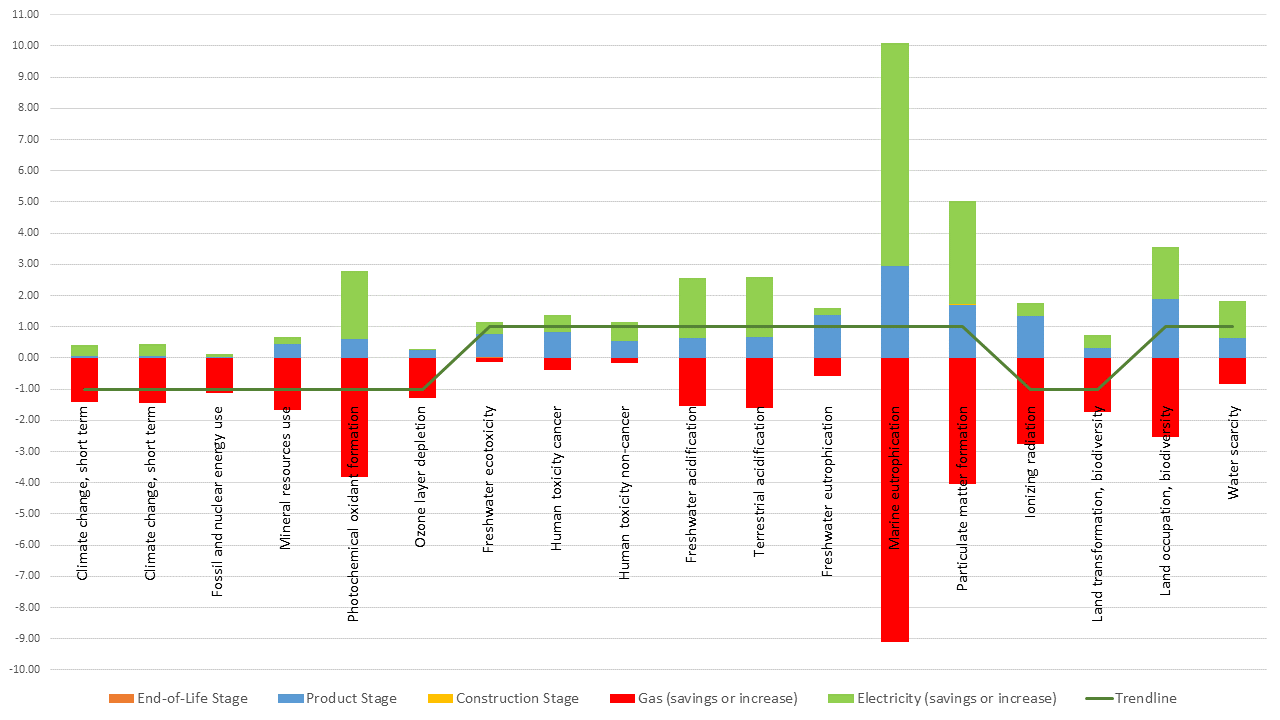 11.00
10.00
9.00
8.00
7.00
6.00
5.00
4.00
3.00
2.00
1.00
0.00
-1.00
-2.00
-3.00
-4.00
-5.00
-6.00
-7.00
-8.00
-9.00
-10.00
Climate change, short term
Climate change, short term
Fossil and nuclear energy use
Mineral resources use
Photochemical oxidant formation
Ozone layer depletion
Freshwater ecotoxicity
Human toxicity cancer
Human toxicity non-cancer
Freshwater acidification
Terrestrial acidification
Freshwater eutrophication
Marine eutrophication
Particulate matter formation
Ionizing radiation
Land transformation, biodiversity
Land occupation, biodiversity
Water scarcity
End-of-Life Stage
Product Stage
Construction Stage
Gas (savings or increase)
Electricity (savings or increase)
Trendline